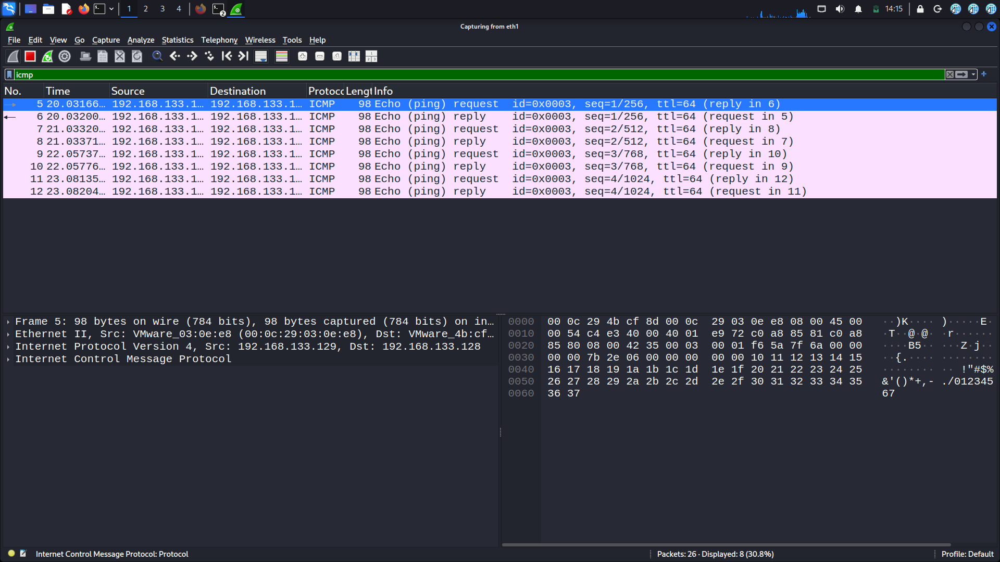 1 2 3 4 2 14:15
Capturing from eth1
File Edit View Go Capture Analyze Statistics Telephony Wireless Tools Help
icmp
No. Time Source Destination Protocc Lengt Info
5 20.03166… 192.168.133.1… 192.168.133.1… ICMP 98 Echo (ping) request id=0x0003, seq=1/256, ttl=64 (reply in 6)
6 20.03200… 192.168.133.1… 192.168.133.1… ICMP 98 Echo (ping) reply id=0x0003, seq=1/256, ttl=64 (request in 5)
7 21.03320… 192.168.133.1… 192.168.133.1… ICMP 98 Echo (ping) request id=0x0003, seq=2/512, ttl=64 (reply in 8)
8 21.03371… 192.168.133.1… 192.168.133.1… ICMP 98 Echo (ping) reply id=0x0003, seq=2/512, ttl=64 (request in 7)
9 22.05737… 192.168.133.1… 192.168.133.1… ICMP 98 Echo (ping) request id=0x0003, seq=3/768, ttl=64 (reply in 10)
10 22.05776… 192.168.133.1… 192.168.133.1… ICMP 98 Echo (ping) reply id=0x0003, seq=3/768, ttl=64 (request in 9)
11 23.08135… 192.168.133.1… 192.168.133.1… ICMP 98 Echo (ping) request id=0x0003, seq=4/1024, ttl=64 (reply in 12)
12 23.08204… 192.168.133.1… 192.168.133.1… ICMP 98 Echo (ping) reply id=0x0003, seq=4/1024, ttl=64 (request in 11)
Frame 5: 98 bytes on wire (784 bits), 98 bytes captured (784 bits) on in…
Ethernet II, Src: VMware_03:0e:e8 (00:0c:29:03:0e:e8), Dst: VMware_4b:cf…
Internet Protocol Version 4, Src: 192.168.133.129, Dst: 192.168.133.128
Internet Control Message Protocol
0000 00 0c 29 4b cf 8d 00 0c 29 03 0e e8 08 00 45 00 ··)K···· )·····E·
0010 00 54 c4 e3 40 00 40 01 e9 72 c0 a8 85 81 c0 a8 ·T··@·@· ·r······
0020 85 80 08 00 42 35 00 03 00 01 f6 5a 7f 6a 00 00 ····B5·· ···Z·j··
0030 00 00 7b 2e 06 00 00 00 00 00 10 11 12 13 14 15 ··{.···· ········
0040 16 17 18 19 1a 1b 1c 1d 1e 1f 20 21 22 23 24 25 ········ ·· !"#$%
0050 26 27 28 29 2a 2b 2c 2d 2e 2f 30 31 32 33 34 35 &'()*+,- ./012345
0060 36 37 67
Internet Control Message Protocol: Protocol
Packets: 26 · Displayed: 8 (30.8%)
Profile: Default